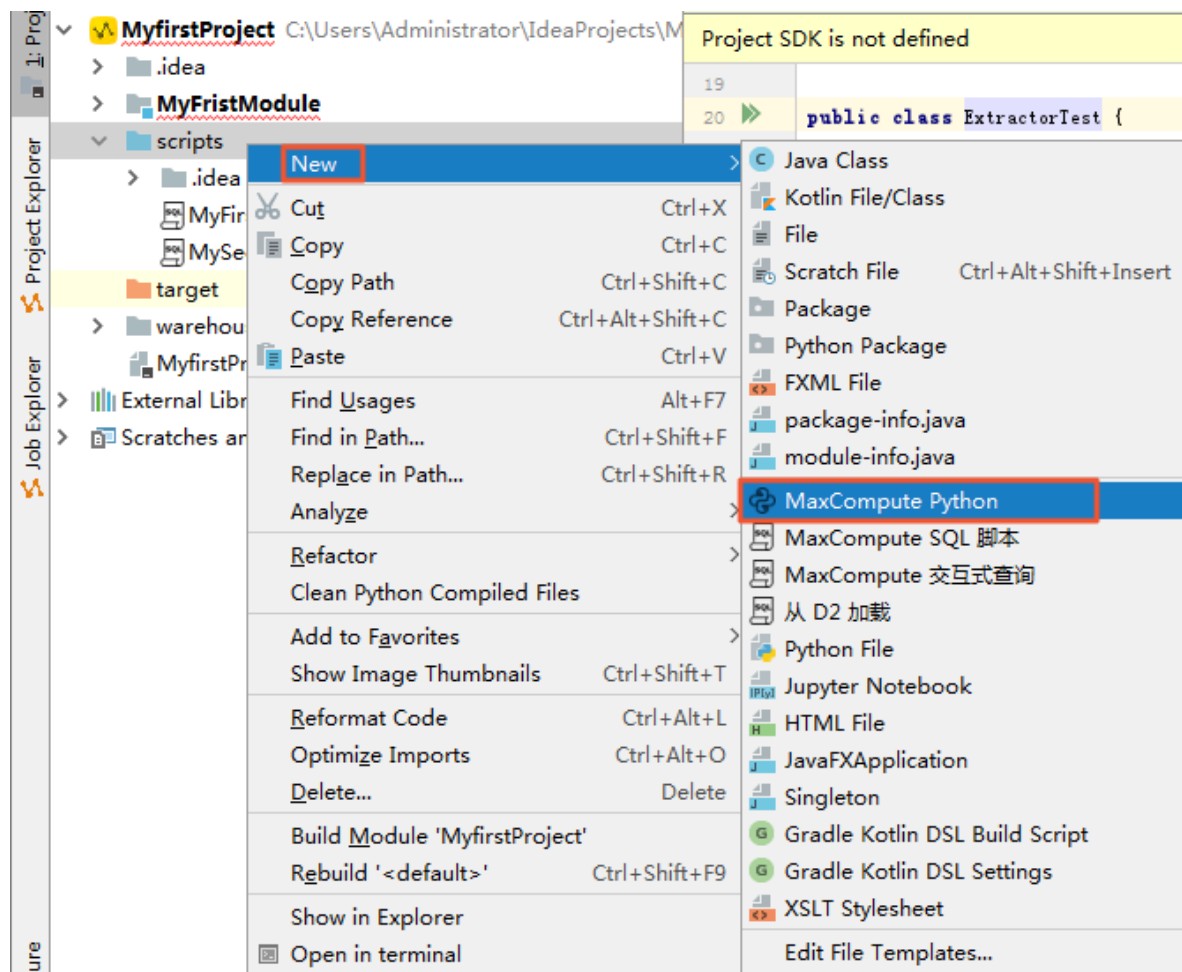 1: Proj
Project Explorer
Job Explorer
ure
MyfirstProject C:\Users\Administrator\IdeaProjects\M
.idea
MyFristModule
scripts
.idea
MyFir
MySe
target
warehou
MyfirstPr
External Libr
Scratches ar
Project SDK is not defined
19
20 public class ExtractorTest {
New
Cut Ctrl+X
Copy Ctrl+C
Copy Path Ctrl+Shift+C
Copy Reference Ctrl+Alt+Shift+C
Paste Ctrl+V
Find Usages Alt+F7
Find in Path... Ctrl+Shift+F
Replace in Path... Ctrl+Shift+R
Analyze
Refactor
Clean Python Compiled Files
Add to Favorites
Show Image Thumbnails Ctrl+Shift+T
Reformat Code Ctrl+Alt+L
Optimize Imports Ctrl+Alt+O
Delete... Delete
Build Module 'MyfirstProject'
Rebuild '<default>' Ctrl+Shift+F9
Show in Explorer
Open in terminal
Java Class
Kotlin File/Class
File
Scratch File Ctrl+Alt+Shift+Insert
Package
Python Package
FXML File
package-info.java
module-info.java
MaxCompute Python
MaxCompute SQL 脚本
MaxCompute 交互式查询
从 D2 加载
Python File
Jupyter Notebook
HTML File
JavaFXApplication
Singleton
Gradle Kotlin DSL Build Script
Gradle Kotlin DSL Settings
XSLT Stylesheet
Edit File Templates...